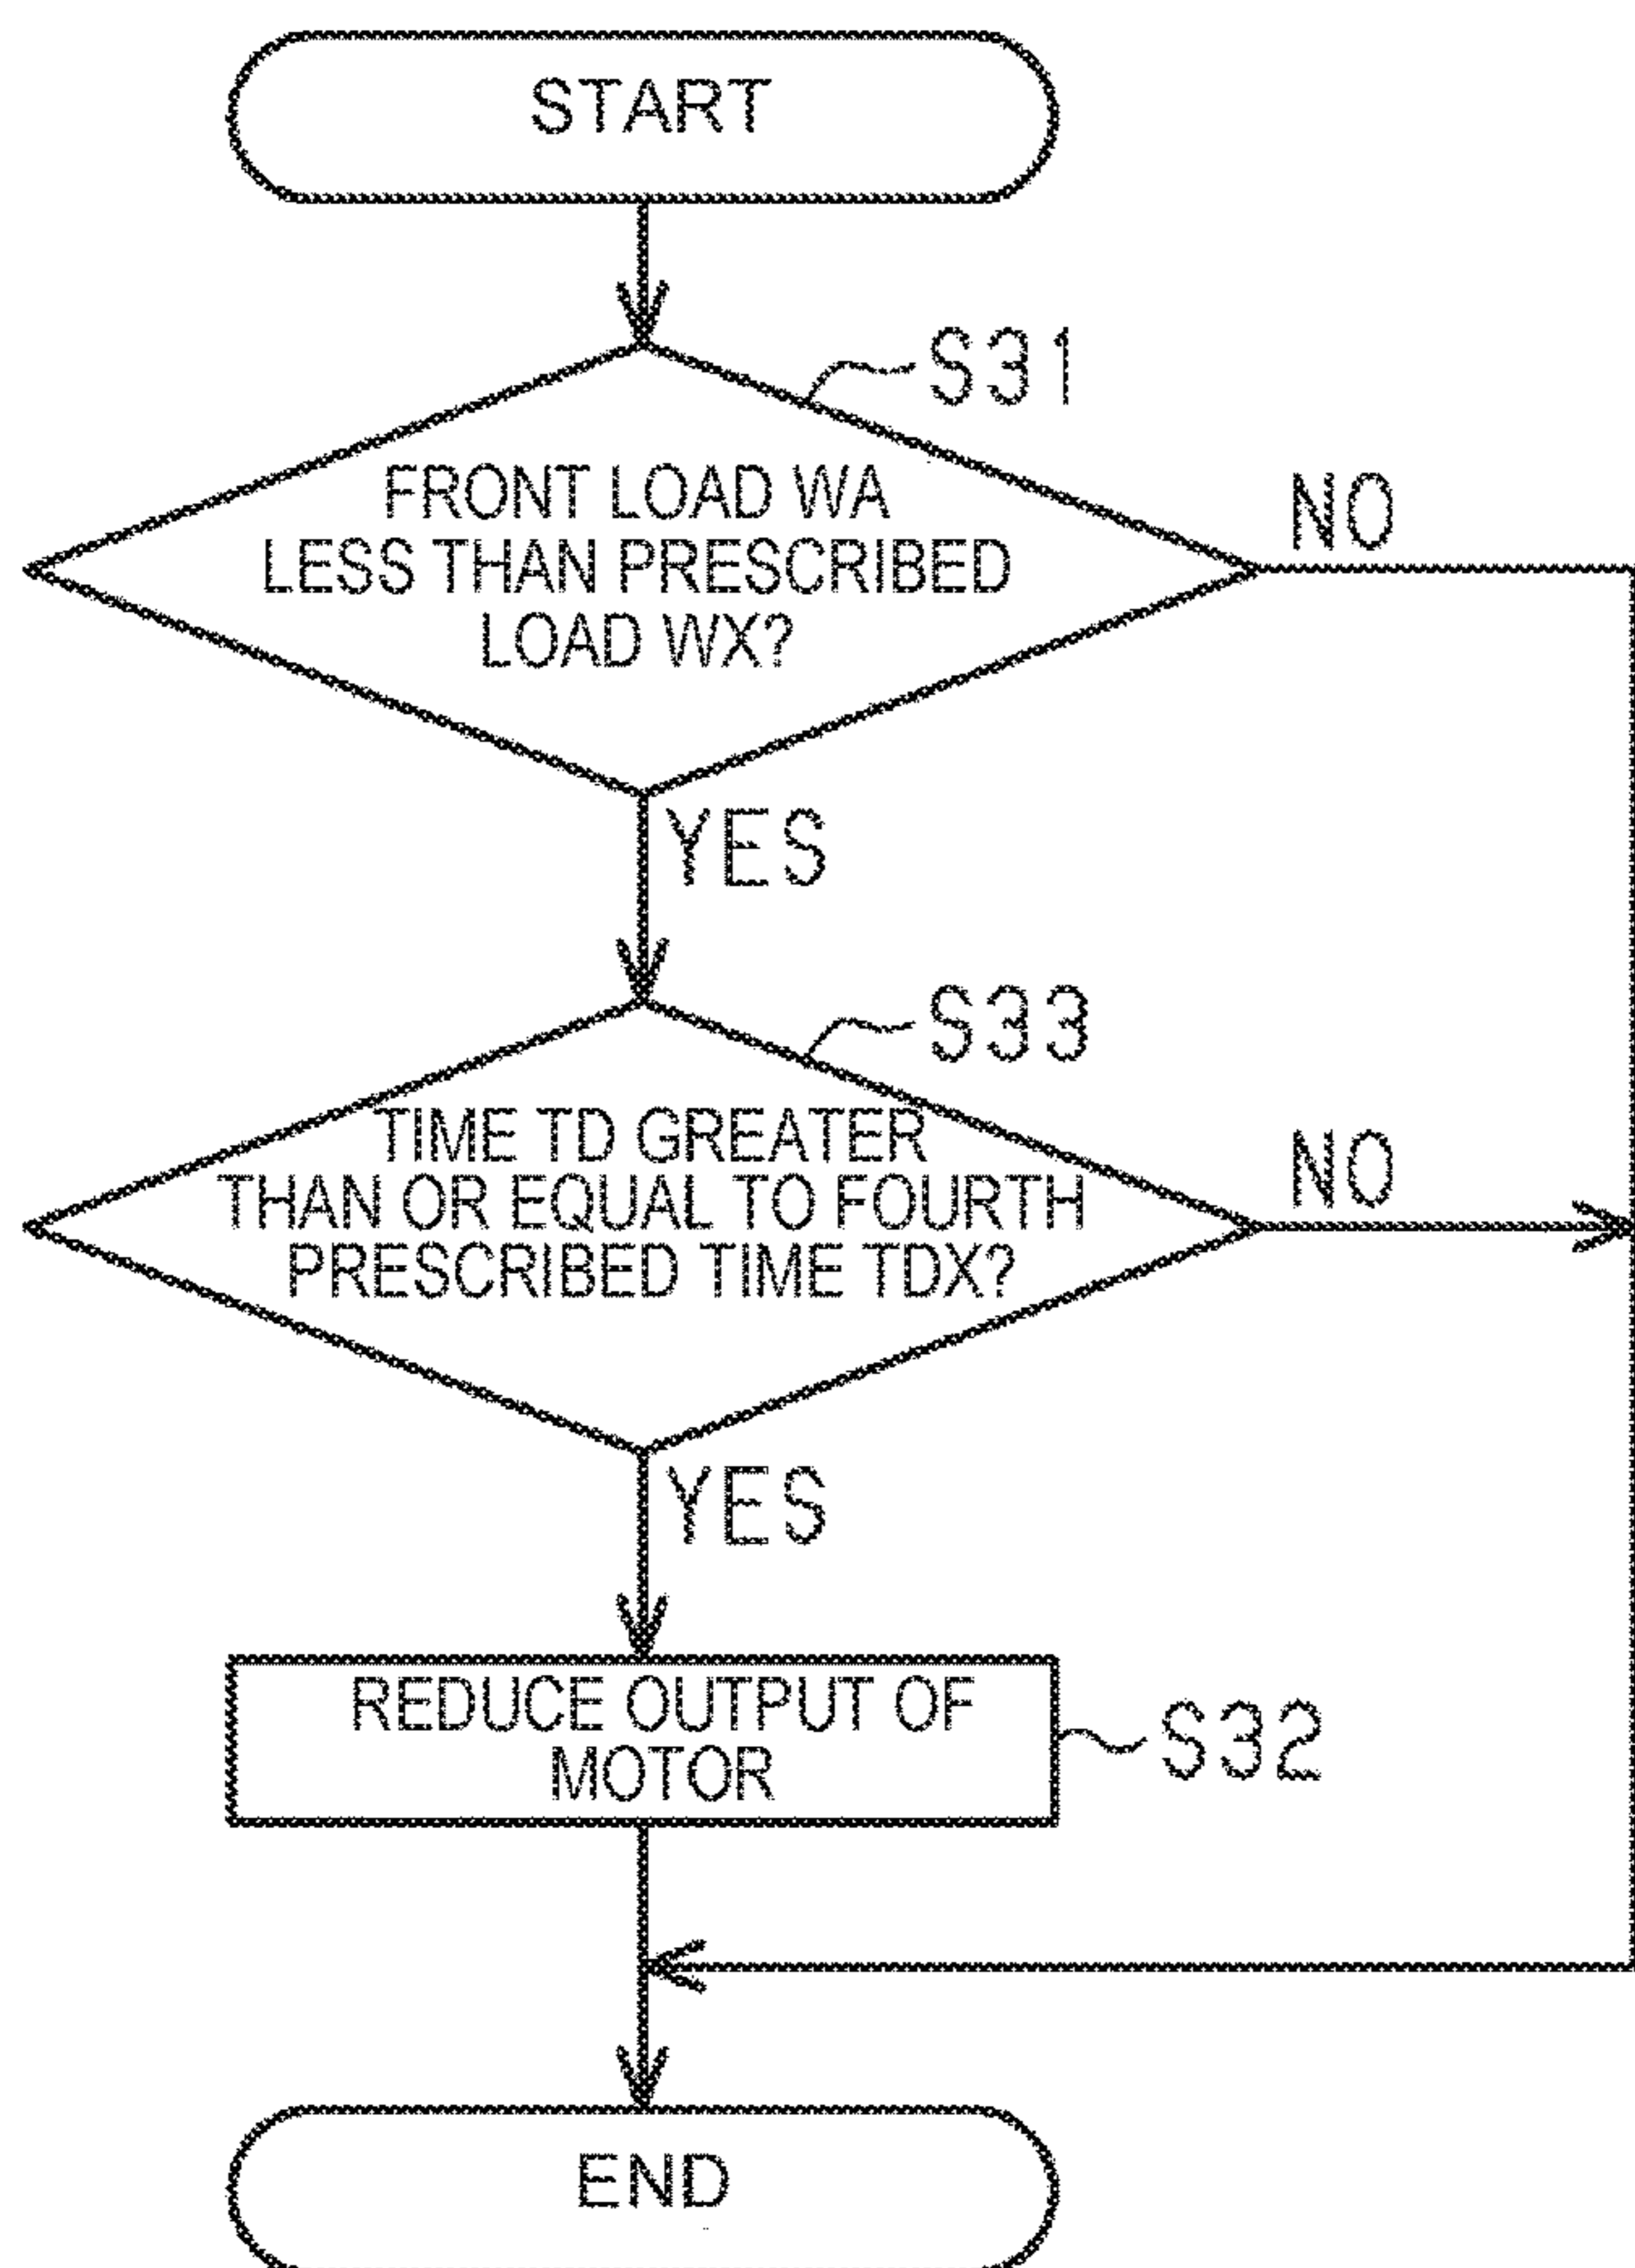 START
S31
FRONT LOAD WA
LESS THAN PRESCRIBED
LOAD WX?
NO
YES
S33
TIME TD GREATER
THAN OR EQUAL TO FOURTH
PRESCRIBED TIME TDX?
NO
YES
REDUCE OUTPUT OF
MOTOR
S32
END